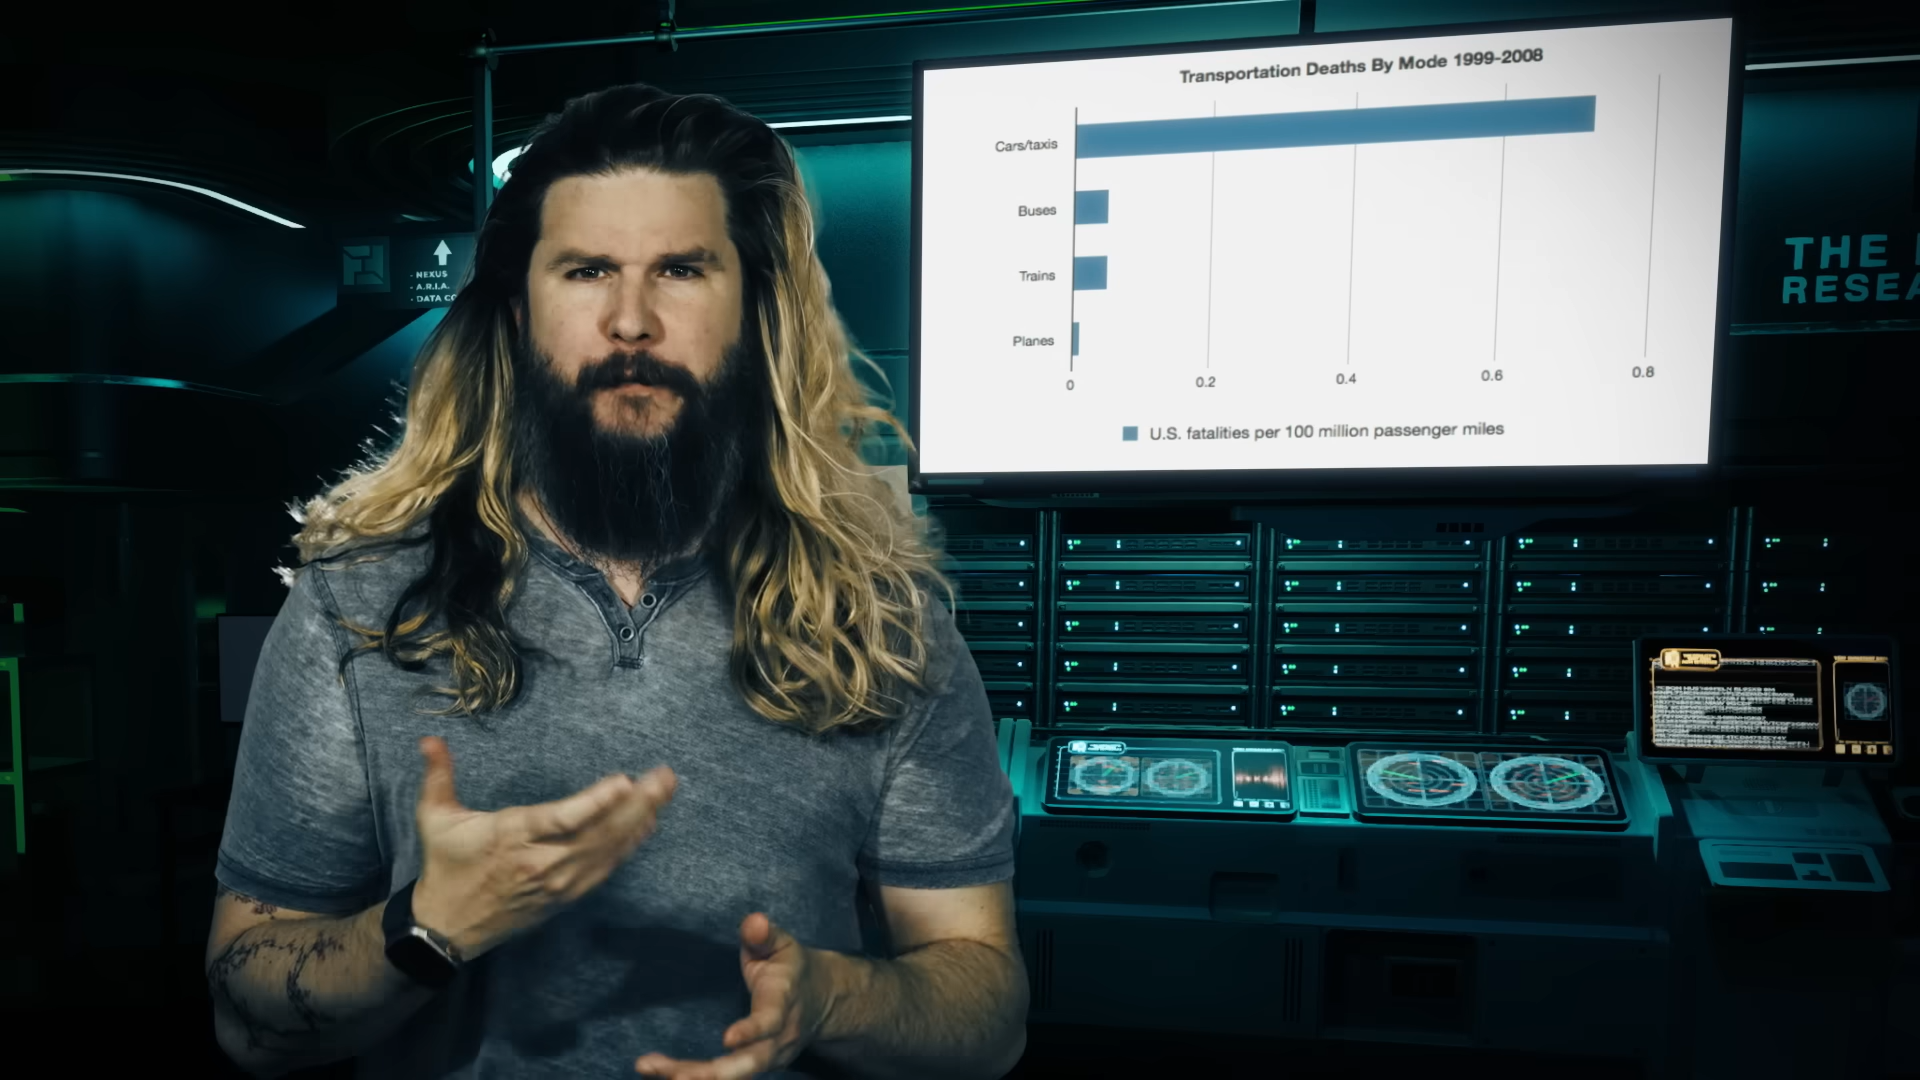 Transportation Deaths By Mode 1999-2008
Cars/taxis
Buses
Trains
Planes
0
0.2
0.4
0.6
0.8
U.S. fatalities per 100 million passenger miles
- NEXUS
- A.R.I.A.
- DATA
THE